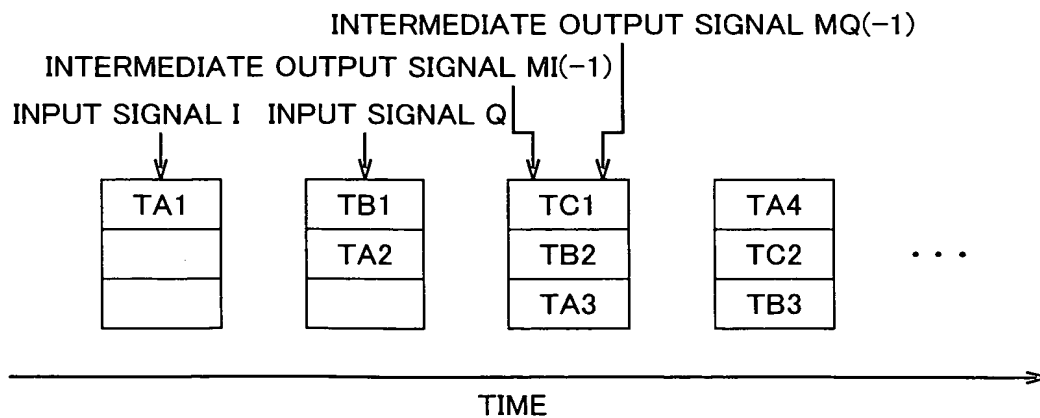 INTERMEDIATE OUTPUT SIGNAL MQ(-1)
INTERMEDIATE OUTPUT SIGNAL MI(-1)
INPUT SIGNAL I INPUT SIGNAL Q
TA1 TB1 TC1 TA4
TA2 TB2 TC2 ...
TA3 TB3
TIME